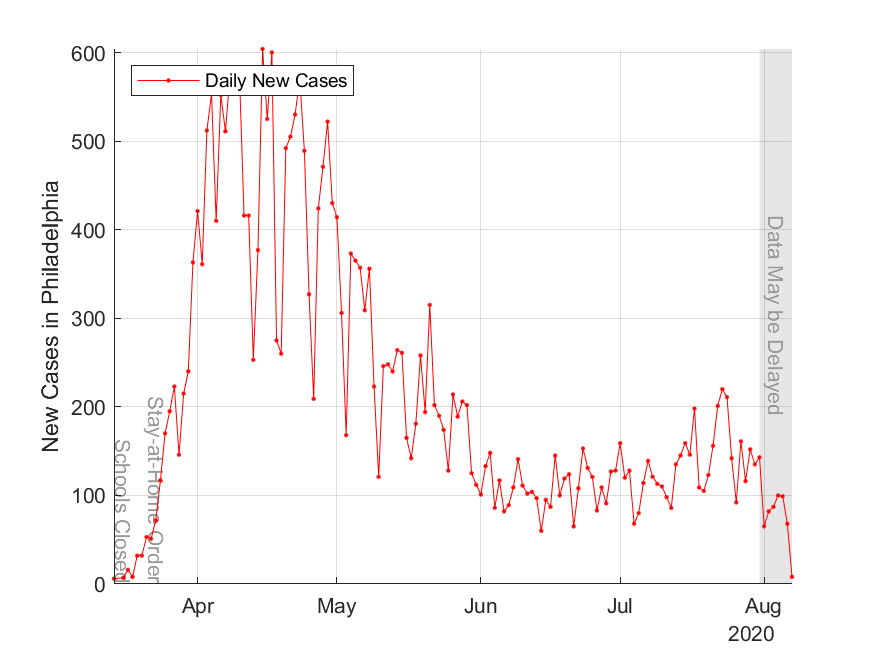 600
500
400
300
200
100
0
New Cases in Philadelphia
Daily New Cases
Schools Closed
Stay-at-Home Order
Data May be Delayed
Apr May Jun Jul Aug
2020